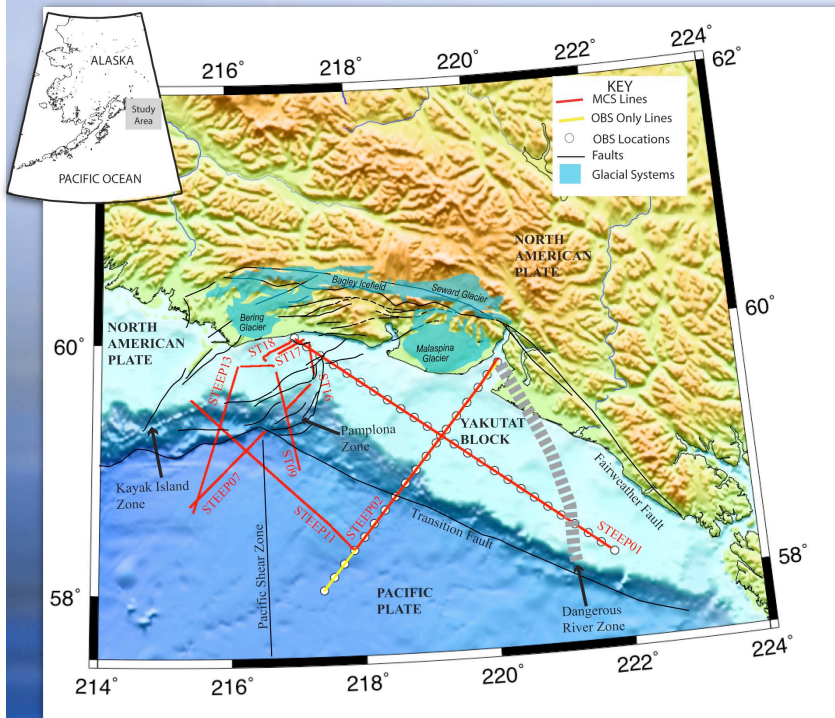 ALASKA
Study
Area
PACIFIC OCEAN
216°
218°
220°
222°
224°
62°
KEY
MCS Lines
OBS Only Lines
OBS Locations
Faults
Glacial Systems
NORTH
AMERICAN
PLATE
Bagley Icefield
Seward Glacier
Bering
Glacier
Malaspina
Glacier
NORTH
AMERICAN
PLATE
60°
60°
ST18
ST17
STEEP13
ST16
YAKUTAT
BLOCK
Pamplona
Zone
Kayak Island
Zone
STEEP07
ST09
STEEP11
STEEP02
Transition Fault
Fairweather Fault
STEEP01
Pacific Shear Zone
58°
58°
PACIFIC
PLATE
Dangerous
River Zone
214°
216°
218°
220°
222°
224°